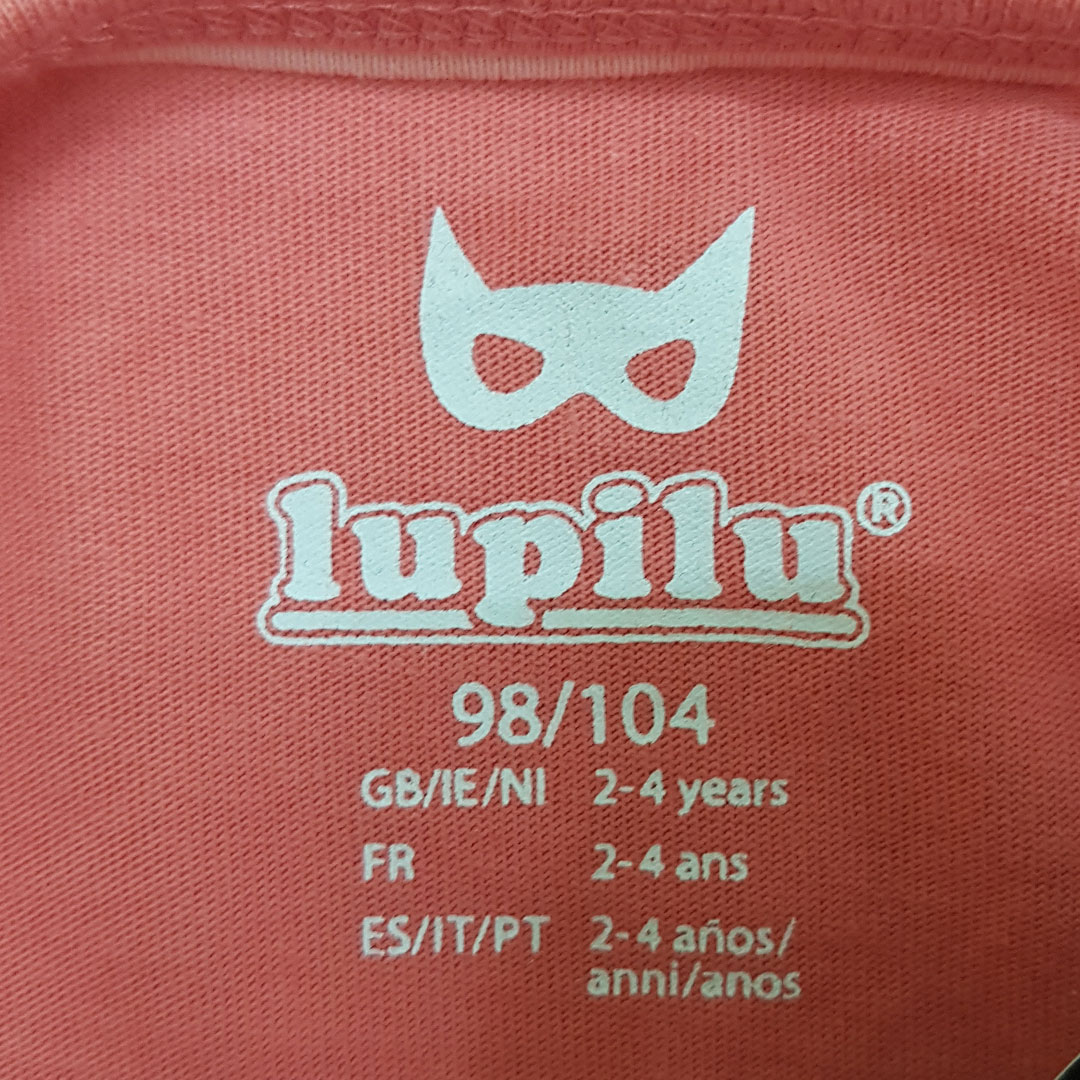 lupilu®
98/104
GB/IE/NI 2-4 years
FR 2-4 ans
ES/IT/PT 2-4 años/
anni/anos